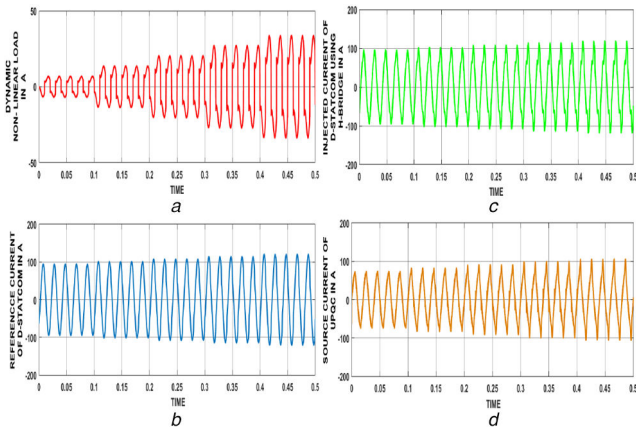 DYNAMIC
NON- LINEAR LOAD
IN A
50
0
-50
0 0.05 0.1 0.15 0.2 0.25 0.3 0.35 0.4 0.45 0.5
TIME
a
INJECTED CURRENT OF
D-STATCOM USING
H-BRIDGE IN A
200
100
0
-100
-200
0 0.05 0.1 0.15 0.2 0.25 0.3 0.35 0.4 0.45 0.5
TIME
c
REFERENCCE CURRENT
OF D-STATCOM IN A
200
100
0
-100
-200
0 0.05 0.1 0.15 0.2 0.25 0.3 0.35 0.4 0.45 0.5
TIME
b
SOURCE CURRENT OF
UPQC IN A
200
100
0
-100
-200
0 0.05 0.1 0.15 0.2 0.25 0.3 0.35 0.4 0.45 0.5
TIME
d